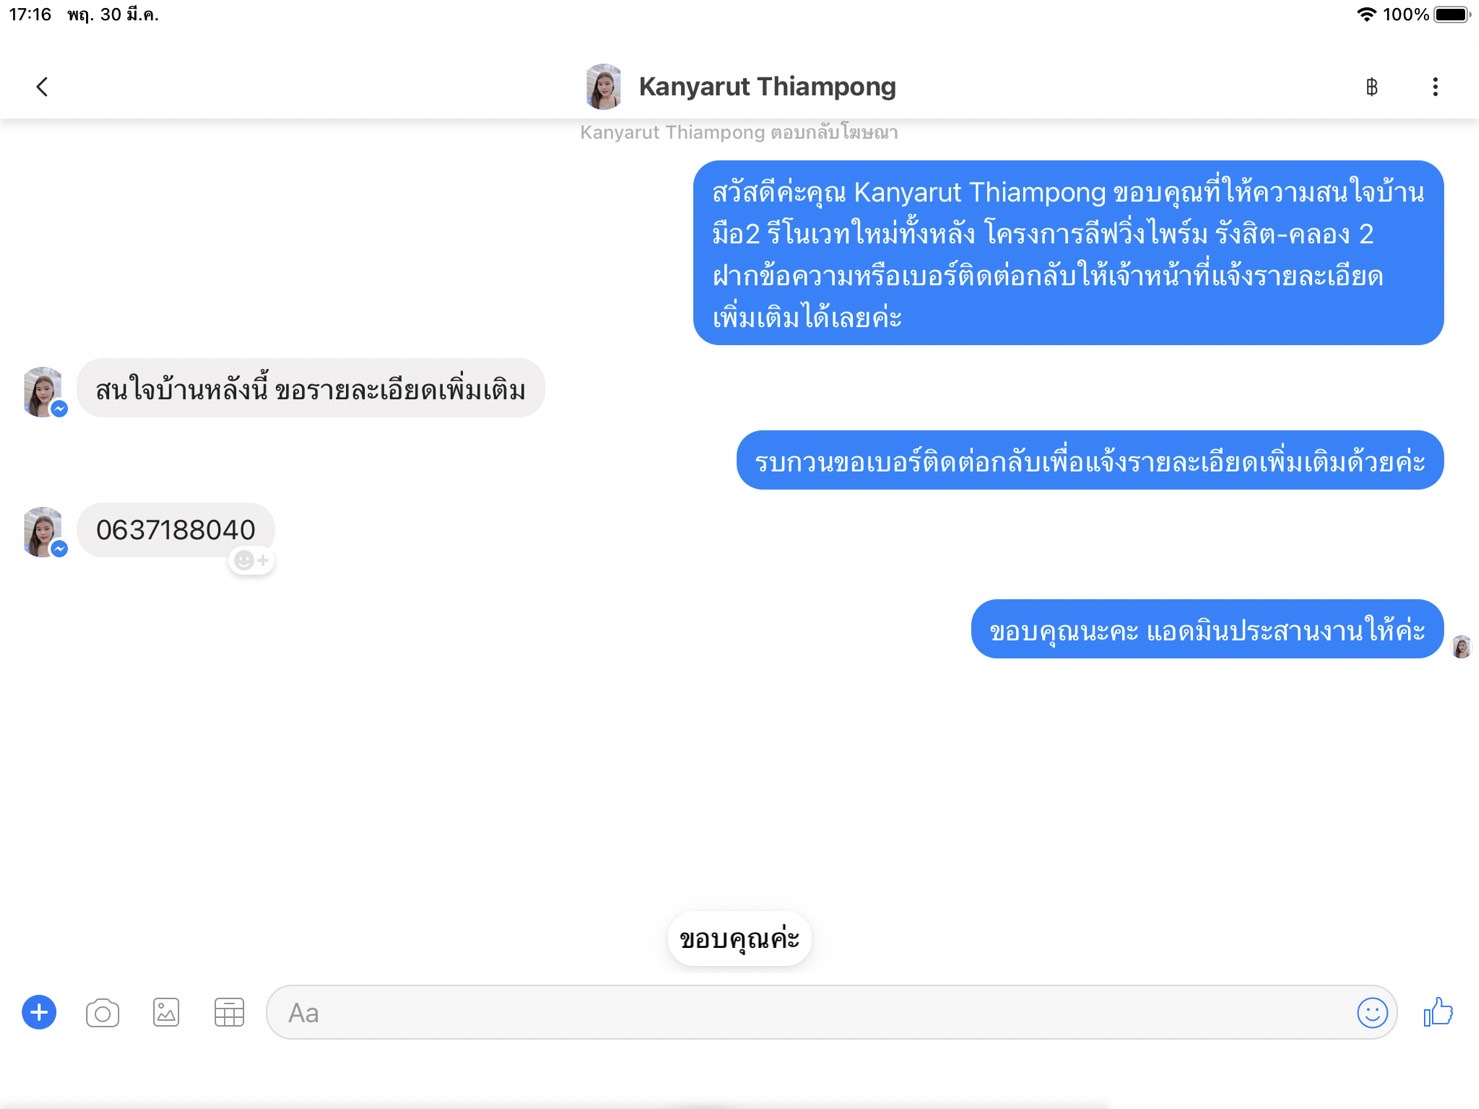 17:16 พฤ. 30 มี.ค.
100%
Kanyarut Thiampong
฿
Kanyarut Thiampong ตอบกลับโฆษณา
สวัสดีค่ะคุณ Kanyarut Thiampong ขอบคุณที่ให้ความสนใจบ้าน
มือ2 รีโนเวทใหม่ทั้งหลัง โครงการลีฟวิ่งไพร์ม รังสิต-คลอง 2
ฝากข้อความหรือเบอร์ติดต่อกลับให้เจ้าหน้าที่แจ้งรายละเอียด
เพิ่มเติมได้เลยค่ะ
สนใจบ้านหลังนี้ ขอรายละเอียดเพิ่มเติม
รบกวนขอเบอร์ติดต่อกลับเพื่อแจ้งรายละเอียดเพิ่มเติมด้วยค่ะ
0637188040
ขอบคุณนะคะ แอดมินประสานงานให้ค่ะ
ขอบคุณค่ะ
Aa